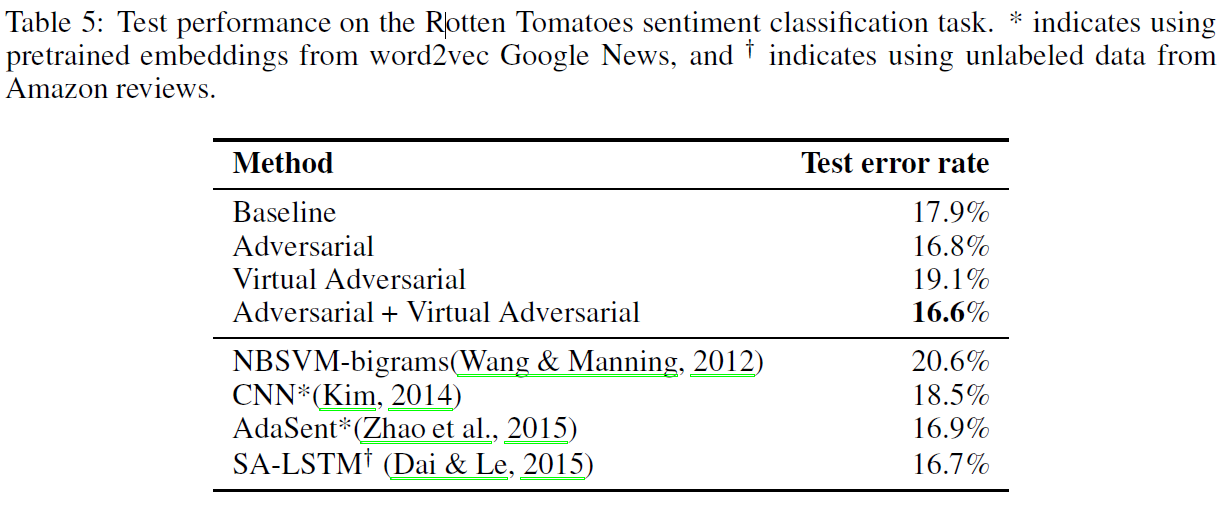 Table 5: Test performance on the Rotten Tomatoes sentiment classification task. * indicates using
pretrained embeddings from word2vec Google News, and † indicates using unlabeled data from
Amazon reviews.
Method Test error rate
Baseline 17.9%
Adversarial 16.8%
Virtual Adversarial 19.1%
Adversarial + Virtual Adversarial 16.6%
NBSVM-bigrams(Wang & Manning, 2012) 20.6%
CNN*(Kim, 2014) 18.5%
AdaSent*(Zhao et al., 2015) 16.9%
SA-LSTM† (Dai & Le, 2015) 16.7%